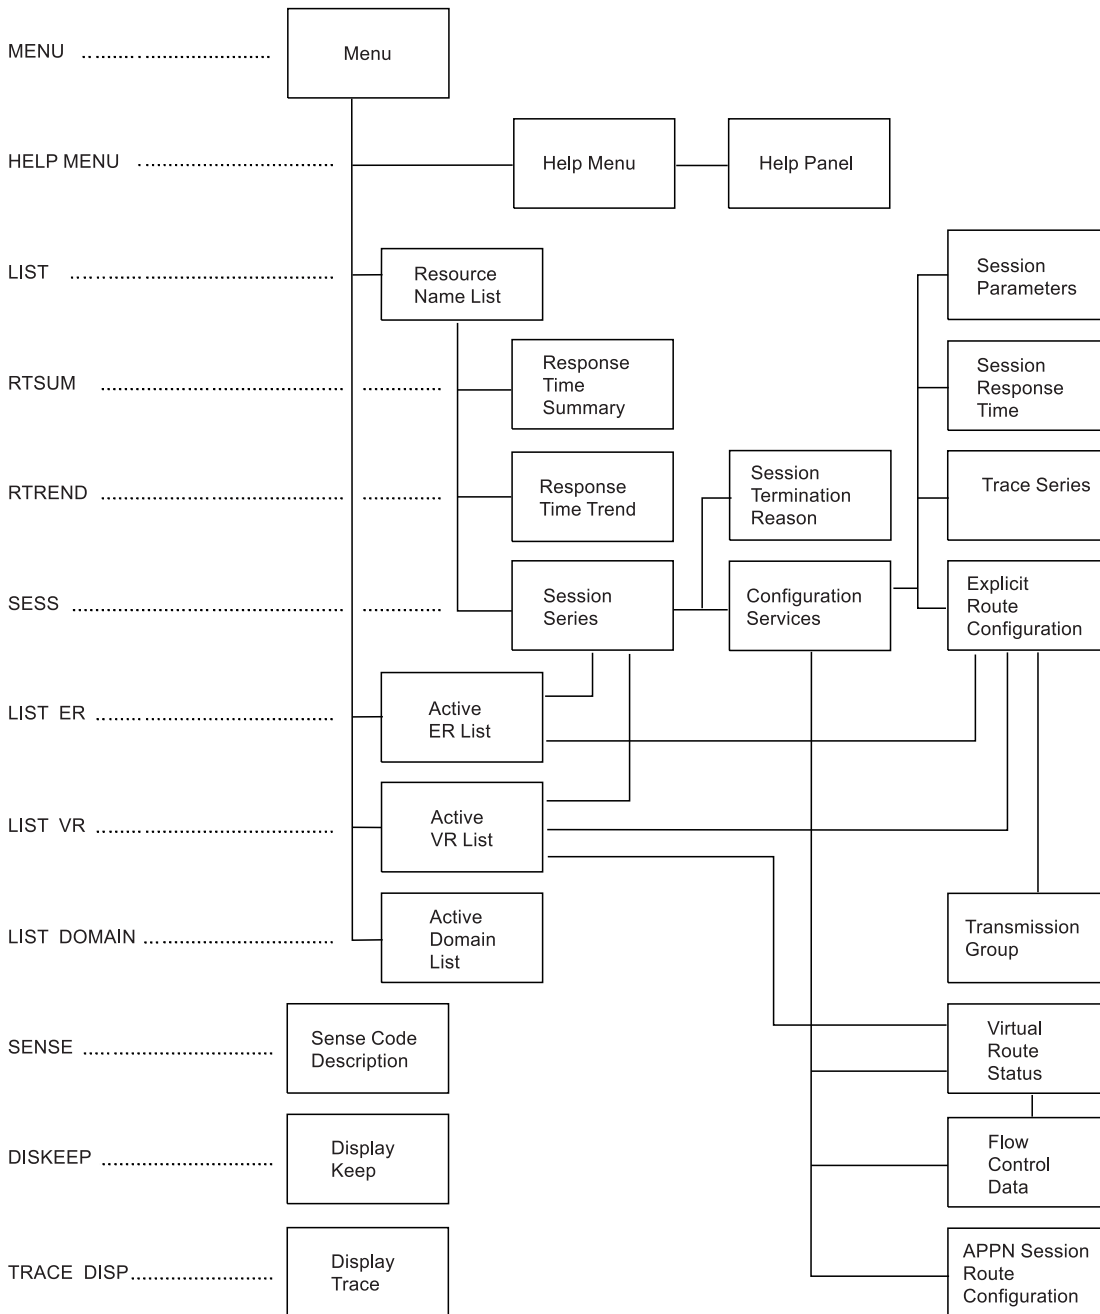 MENU ........................
Menu
HELP MENU ........................
Help Menu
Help Panel
LIST ........................
Resource
Name List
Session
Parameters
RTSUM ........................
Response
Time
Summary
Session
Response
Time
RTREND ........................
Response
Time Trend
Session
Termination
Reason
Trace Series
SESS ........................
Session
Series
Configuration
Services
Explicit
Route
Configuration
LIST ER ........................
Active
ER List
LIST VR ........................
Active
VR List
LIST DOMAIN ........................
Active
Domain
List
Transmission
Group
SENSE ........................
Sense Code
Description
Virtual
Route
Status
DISKEEP ........................
Display
Keep
Flow
Control
Data
TRACE DISP ........................
Display
Trace
APPN Session
Route
Configuration